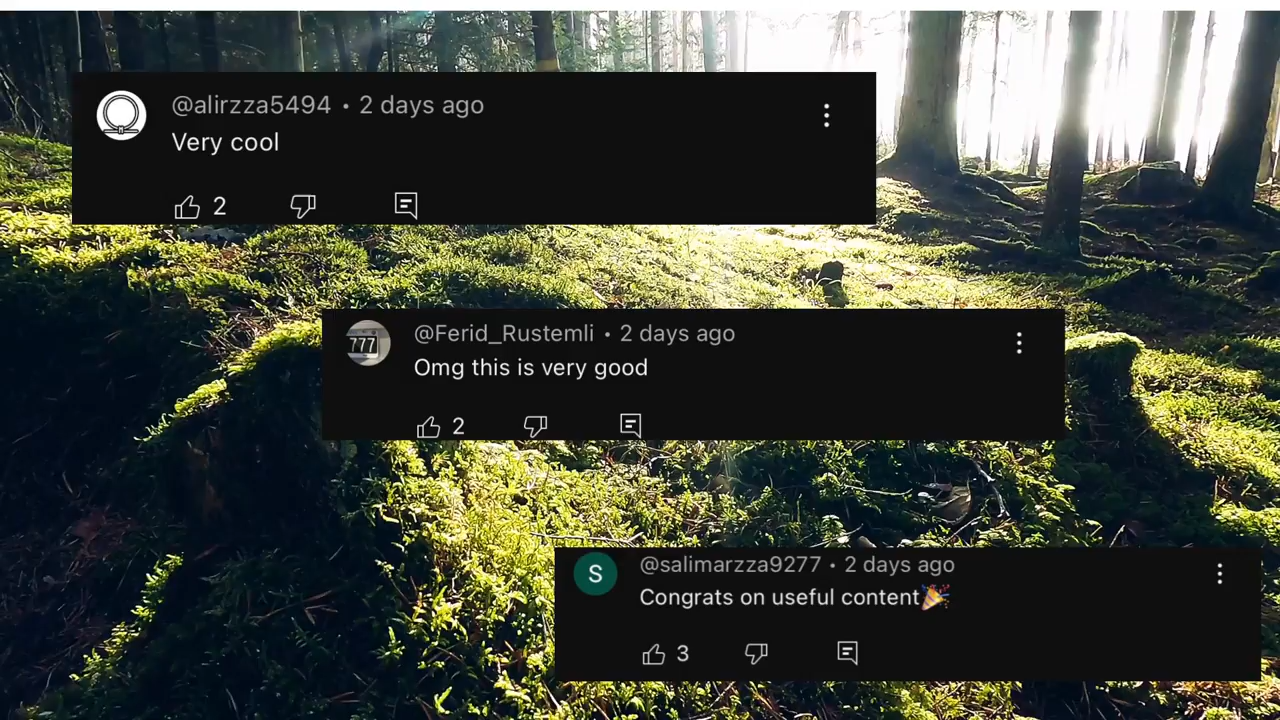 @alirzza5494 • 2 days ago
Very cool
2
777
@Ferid_Rustemli • 2 days ago
Omg this is very good
2
S
@salimarzza9277 • 2 days ago
Congrats on useful content🎉
3